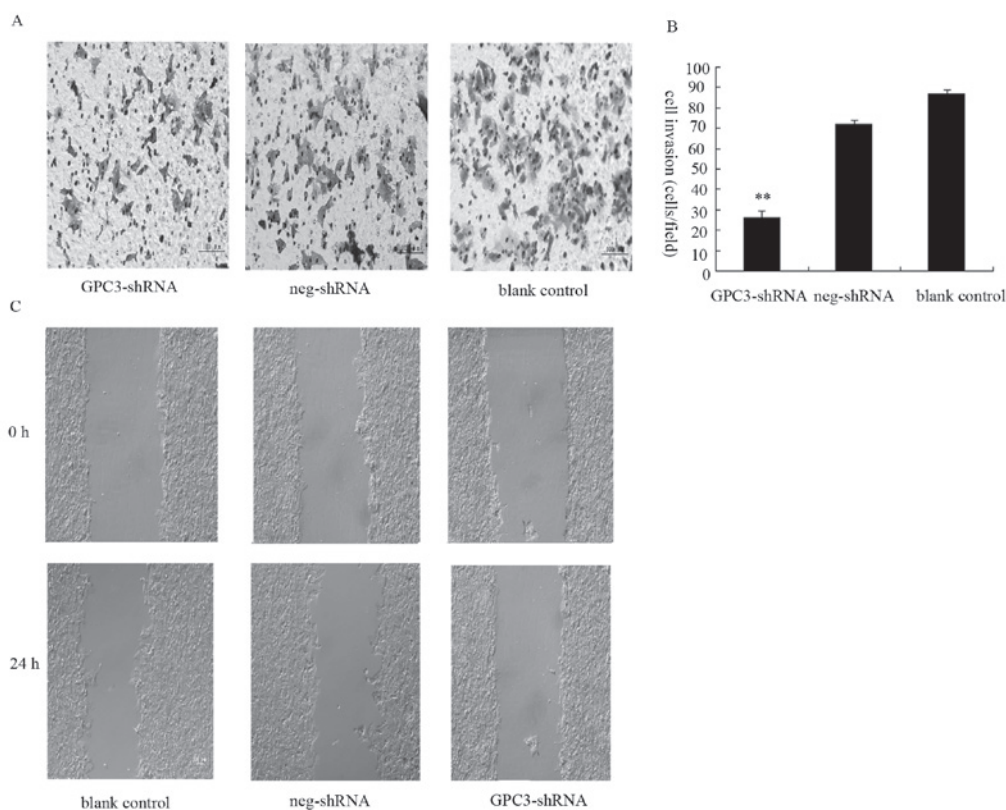 A
GPC3-shRNA
neg-shRNA
blank control
B
cell invasion (cells/field)
100
90
80
70
60
50
40
30
20
10
0
**
GPC3-shRNA
neg-shRNA
blank control
C
0 h
24 h
blank control
neg-shRNA
GPC3-shRNA